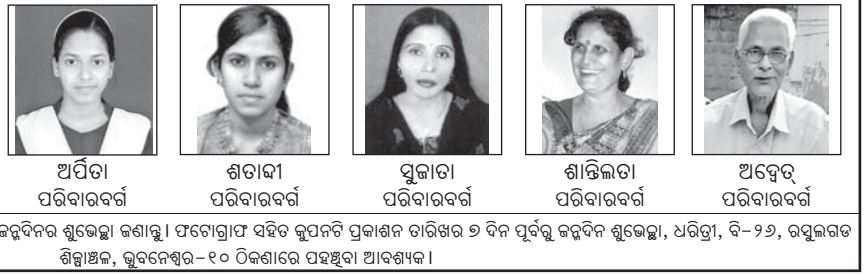 ଅର୍ପିତା ଶତାବ୍ଦୀ ସୁଜାତା ଶାନ୍ତିଲତା ଅଦ୍ୱେତ୍
ପରିବାରବର୍ଗ ପରିବାରବର୍ଗ ପରିବାରବର୍ଗ ପରିବାରବର୍ଗ ପରିବାରବର୍ଗ
ଜନ୍ମଦିନର ଶୁଭେଚ୍ଛା ଜଣାନ୍ତୁ। ଫଟୋଗ୍ରାଫ ସହିତ କୁପନଟି ପ୍ରକାଶନ ତାରିଖର ୭ ଦିନ ପୂର୍ବରୁ ଜନ୍ମଦିନ ଶୁଭେଚ୍ଛା, ଧରିତ୍ରୀ, ବି-୨୬, ରସୁଲଗଡ
ଶିଳ୍ପାଞ୍ଚଳ, ଭୁବନେଶ୍ୱର-୧୦ ଠିକଣାରେ ପହଞ୍ଚିବା ଆବଶ୍ୟକ।